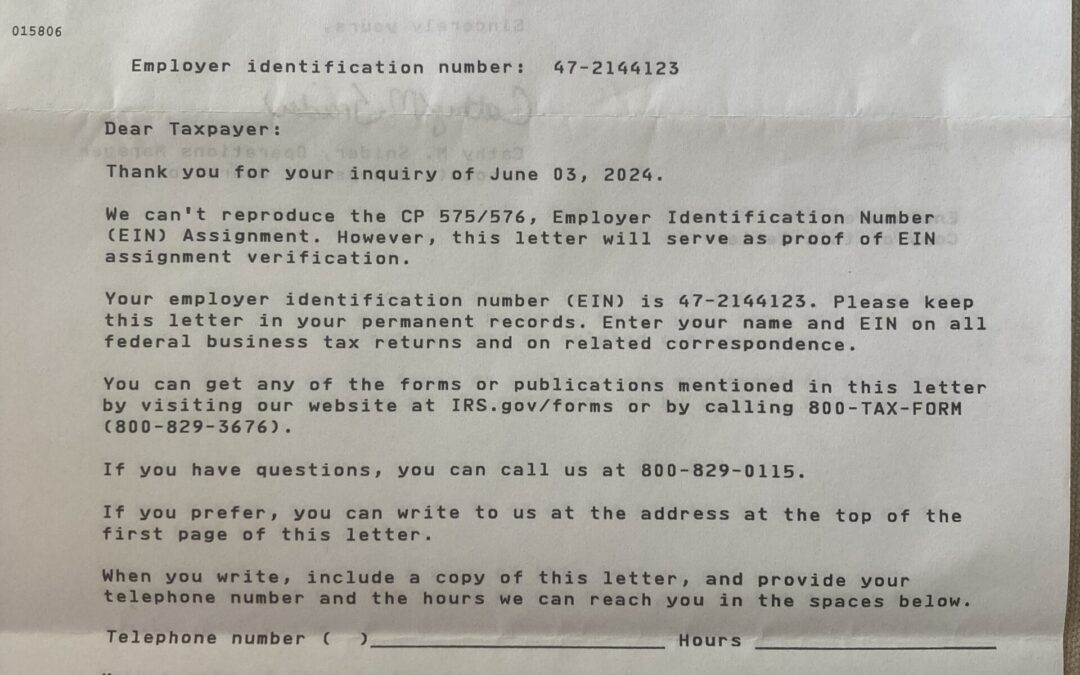 015806
Employer identification number: 47-2144123
Dear Taxpayer:
Thank you for your inquiry of June 03, 2024.
We can't reproduce the CP 575/576, Employer Identification Number
(EIN) Assignment. However, this letter will serve as proof of EIN
assignment verification.
Your employer identification number (EIN) is 47-2144123. Please keep
this letter in your permanent records. Enter your name and EIN on all
federal business tax returns and on related correspondence.
You can get any of the forms or publications mentioned in this letter
by visiting our website at IRS.gov/forms or by calling 800-TAX-FORM
(800-829-3676).
If you have questions, you can call us at 800-829-0115.
If you prefer, you can write to us at the address at the top of the
first page of this letter.
When you write, include a copy of this letter, and provide your
telephone number and the hours we can reach you in the spaces below.
Telephone number ( )____________________ Hours ________________